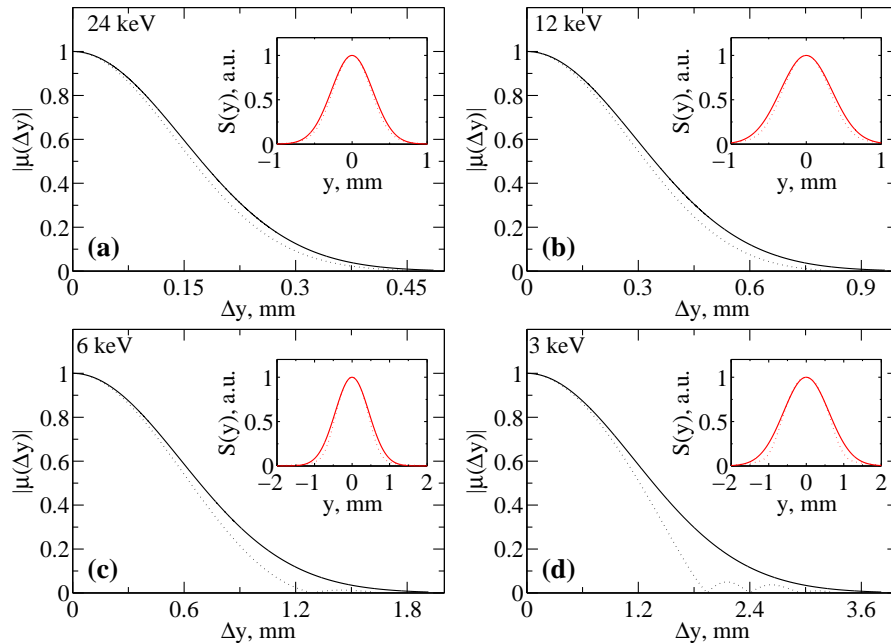 24 keV
1
0.8
0.6
0.4
0.2
0
|μ(Δy)|
(a)
0 0.15 0.3 0.45
Δy, mm
1
0.5
0
S(y), a.u.
−1 0 1
y, mm
12 keV
1
0.8
0.6
0.4
0.2
0
|μ(Δy)|
(b)
0 0.3 0.6 0.9
Δy, mm
1
0.5
0
S(y), a.u.
−1 0 1
y, mm
6 keV
1
0.8
0.6
0.4
0.2
0
|μ(Δy)|
(c)
0 0.6 1.2 1.8
Δy, mm
1
0.5
0
S(y), a.u.
−2 −1 0 1 2
y, mm
3 keV
1
0.8
0.6
0.4
0.2
0
|μ(Δy)|
(d)
0 1.2 2.4 3.6
Δy, mm
1
0.5
0
S(y), a.u.
−2 −1 0 1 2
y, mm